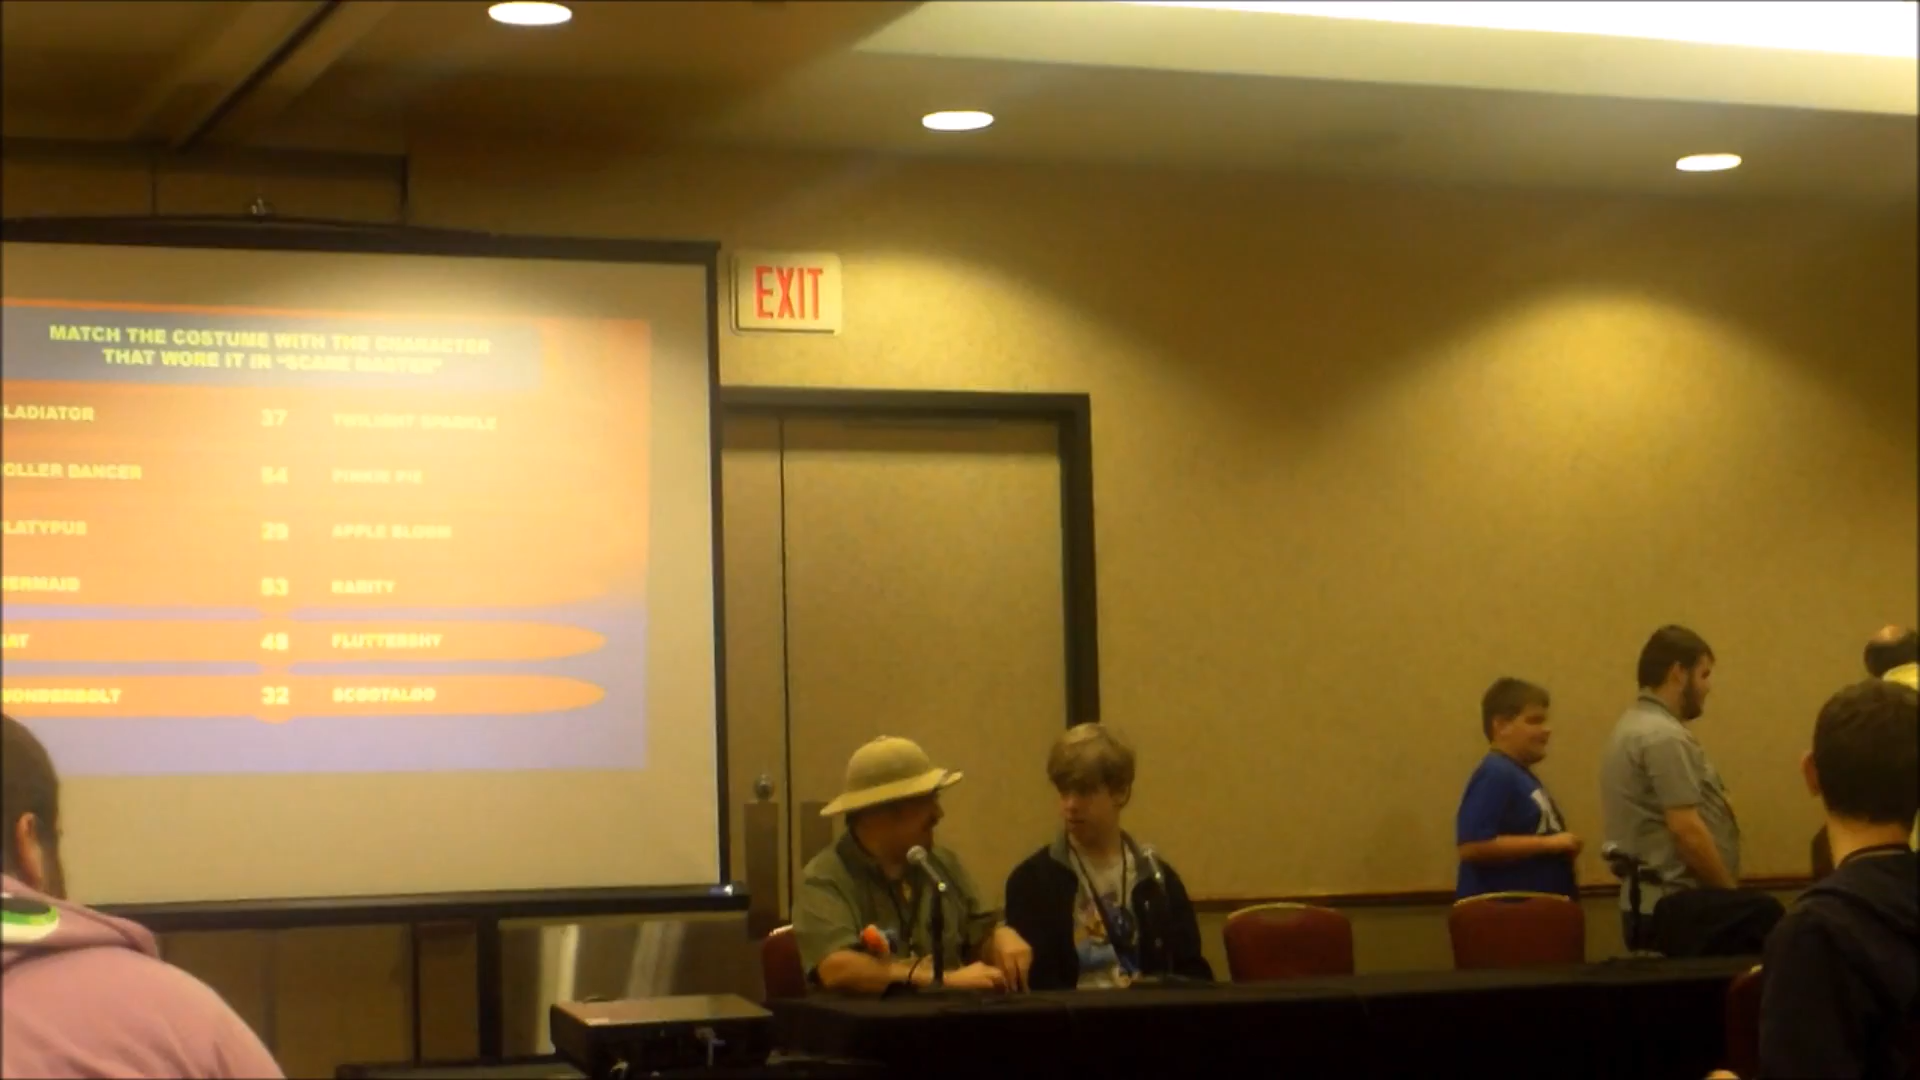 EXIT
MATCH THE COSTUME WITH THE CHARACTER
THAT WORE IT IN "SCARE MASTER"
LADIATOR 37 TWILIGHT SPARKLE
OLLER DANCER 54 PINKIE PIE
LATYPUS 29 APPLE BLOOM
ERMAID 53 RARITY
AT 48 FLUTTERSHY
WONDERBOLT 32 SCOOTALOO